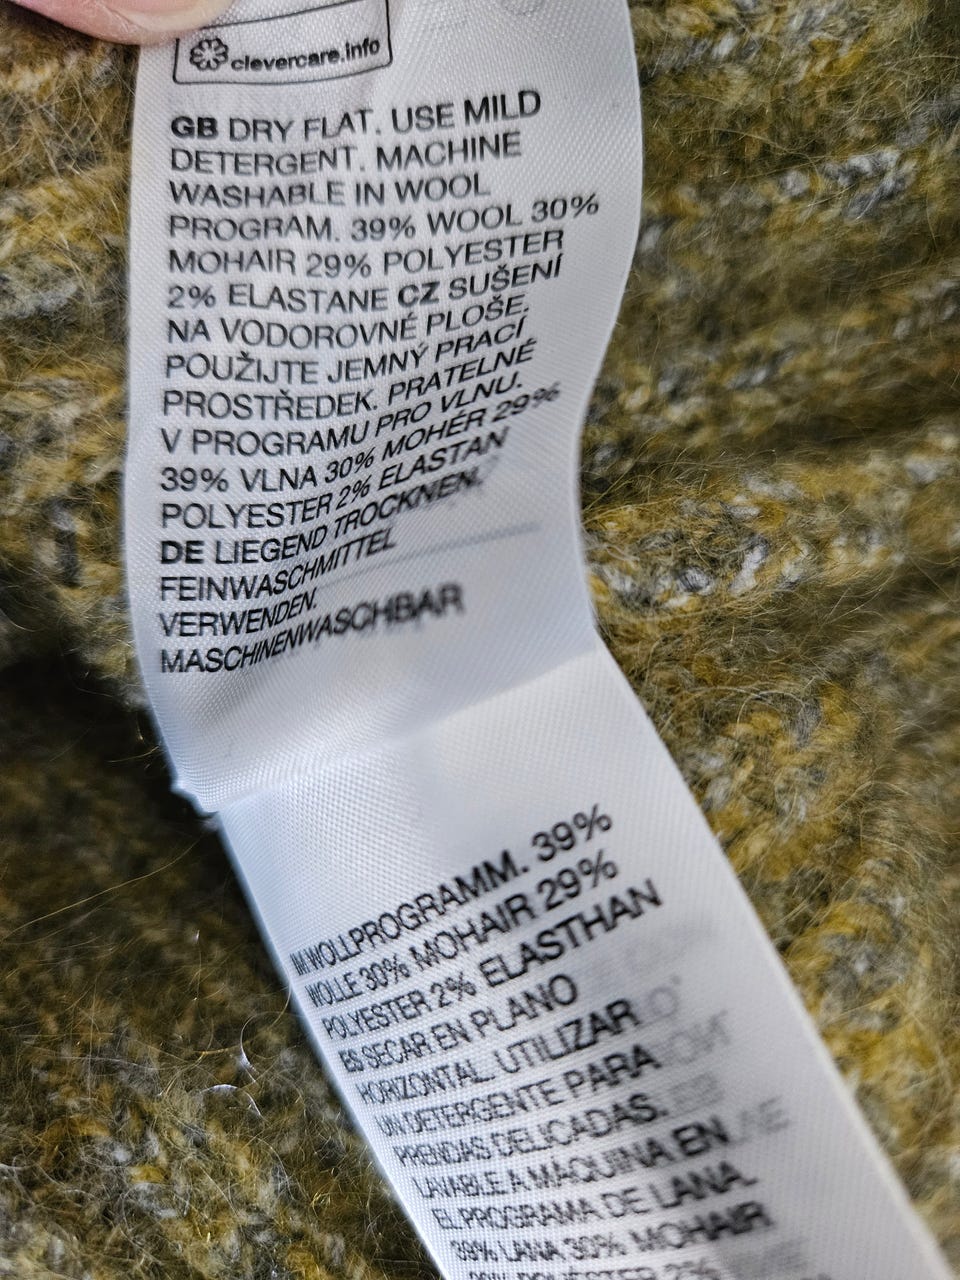 clevercare.info
GB DRY FLAT. USE MILD
DETERGENT. MACHINE
WASHABLE IN WOOL
PROGRAM. 39% WOOL 30%
MOHAIR 29% POLYESTER
2% ELASTANE CZ SUŠENÍ
NA VODOROVNÉ PLOŠE.
POUŽIJTE JEMNÝ PRACÍ
PROSTŘEDEK. PRATELNÉ
V PROGRAMU PRO VLNU.
39% VLNA 30% MOHÉR 29%
POLYESTER 2% ELASTAN
DE LIEGEND TROCKNEN.
FEINWASCHMITTEL
VERWENDEN.
MASCHINENWASCHBAR
IM WOLLPROGRAMM. 39%
WOLLE 30% MOHAIR 29%
POLYESTER 2% ELASTHAN
ES SECAR EN PLANO
HORIZONTAL. UTILIZAR
UN DETERGENTE PARA
PRENDAS DELICADAS.
LAVABLE A MÁQUINA EN
EL PROGRAMA DE LANA.
39% LANA 30% MOHAIR
29% POLYESTER 2%